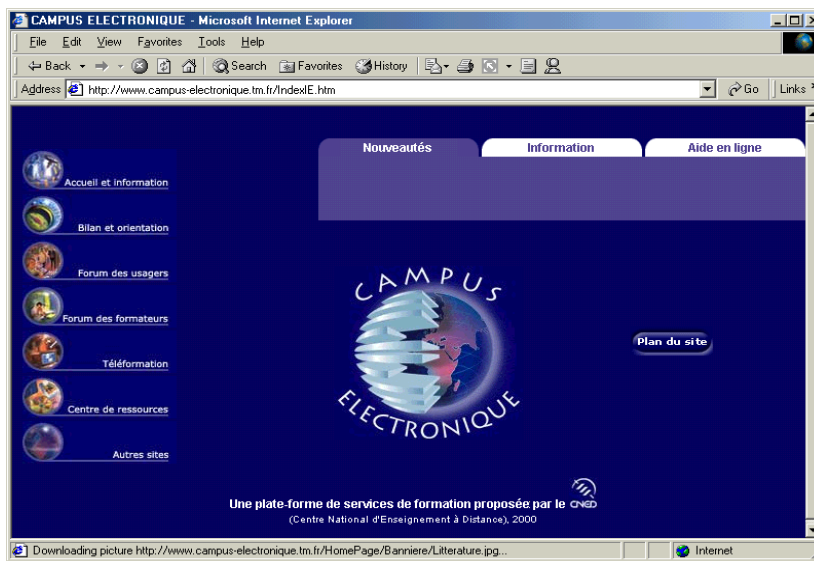 CAMPUS ELECTRONIQUE - Microsoft Internet Explorer
File Edit View Favorites Tools Help
Back Search Favorites History
Address http://www.campus-electronique.tm.fr/IndexIE.htm Go Links
Nouveautés Information Aide en ligne
Accueil et information
Bilan et orientation
Forum des usagers
Forum des formateurs
Téléformation
Centre de ressources
Autres sites
CAMPUS
ELECTRONIQUE
Plan du site
Une plate-forme de services de formation proposée par le CNED
(Centre National d'Enseignement à Distance), 2000
Downloading picture http://www.campus-electronique.tm.fr/HomePage/Banniere/Litterature.jpg... Internet